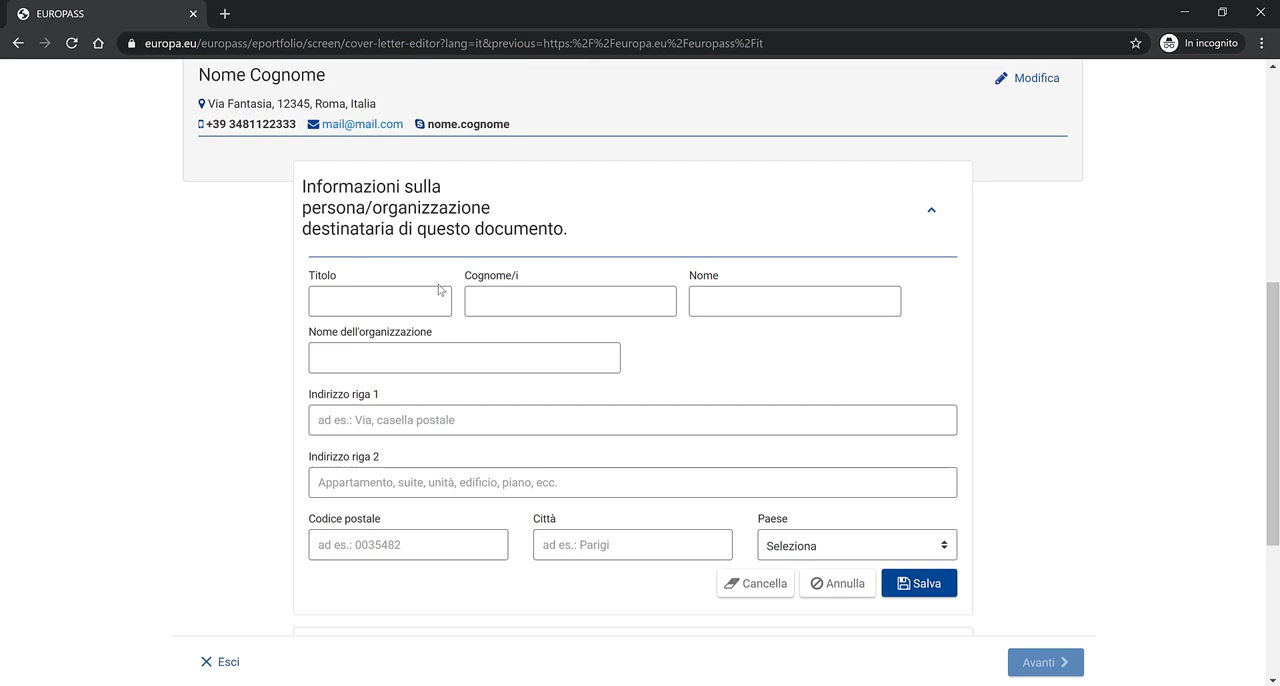 EUROPASS
europa.eu/europass/eportfolio/screen/cover-letter-editor?lang=it&previous=https:%2F%2Feuropa.eu%2Feuropass%2Fit
In incognito
Nome Cognome
Modifica
Via Fantasia, 12345, Roma, Italia
+39 3481122333 mail@mail.com nome.cognome
Informazioni sulla
persona/organizzazione
destinataria di questo documento.
Titolo Cognome/i Nome
Nome dell'organizzazione
Indirizzo riga 1
ad es.: Via, casella postale
Indirizzo riga 2
Appartamento, suite, unità, edificio, piano, ecc.
Codice postale Città Paese
ad es.: 0035482 ad es.: Parigi Seleziona
Cancella Annulla Salva
Esci Avanti